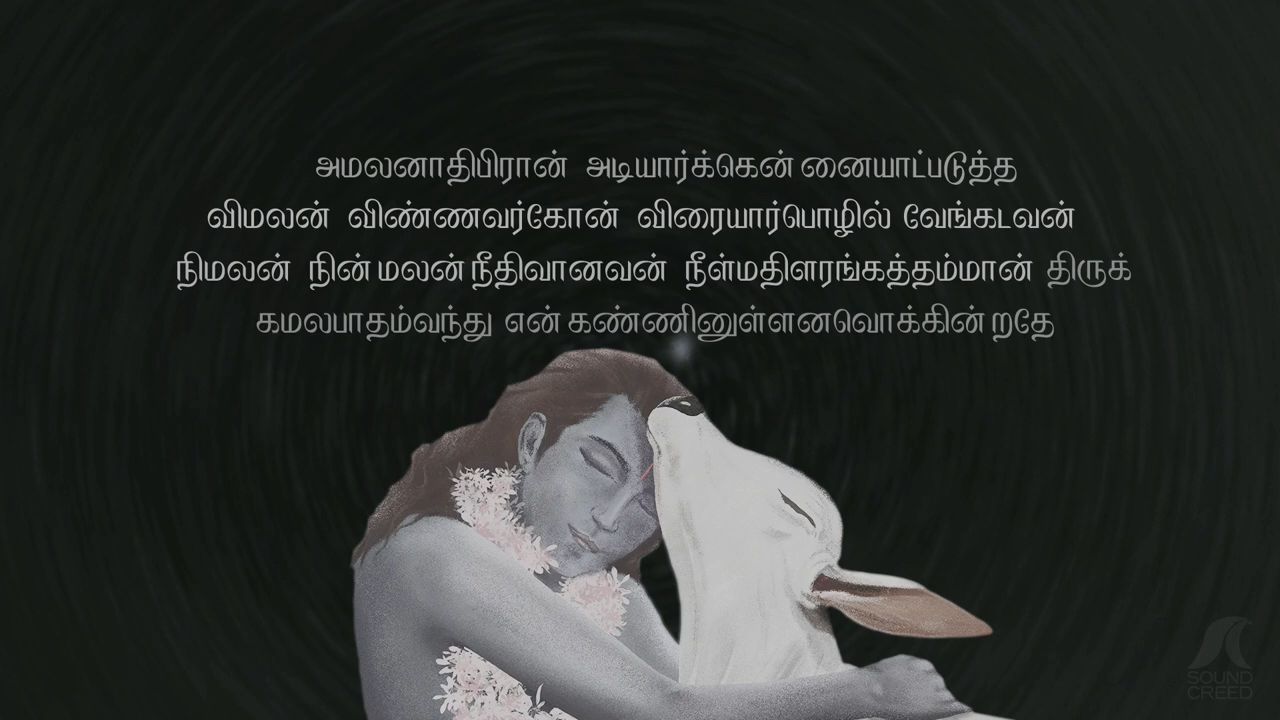 அமலனாதிபிரான் அடியார்க்கென் னையாட்படுத்த
விமலன் விண்ணவர்கோன் விரையார்பொழில் வேங்கடவன்
நிமலன் நின் மலன் நீதிவானவன் நீள்மதிளரங்கத்தம்மான் திருக்
கமலபாதம்வந்து என் கண்ணினுள்ளனவொக்கின் றதே
SOUND
CREED